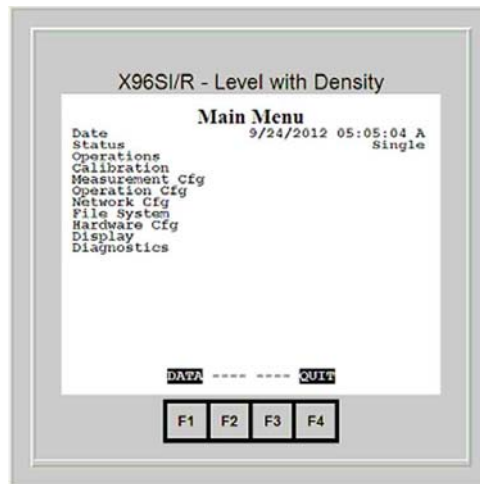 X96SI/R - Level with Density
Main Menu
Date 9/24/2012 05:05:04 A
Status Single
Operations
Calibration
Measurement Cfg
Operation Cfg
Network Cfg
File System
Hardware Cfg
Display
Diagnostics
DATA ---- ---- QUIT
F1 F2 F3 F4